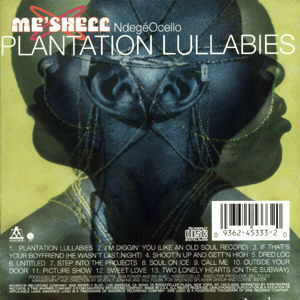 ME'SHELL NdegéOcello
PLANTATION LULLABIES
0 9362-45333-2 0
1. PLANTATION LULLABIES 2. I'M DIGGIN' YOU (LIKE AN OLD SOUL RECORD) 3. IF THAT'S
YOUR BOYFRIEND (HE WASN'T LAST NIGHT) 4. SHOOT'N UP AND GETT'N HIGH 5. DRED LOC
6. UNTITLED 7. STEP INTO THE PROJECTS 8. SOUL ON ICE 9. CALL ME 10. OUTSIDE YOUR
DOOR 11. PICTURE SHOW 12. SWEET LOVE 13. TWO LONELY HEARTS (ON THE SUBWAY)